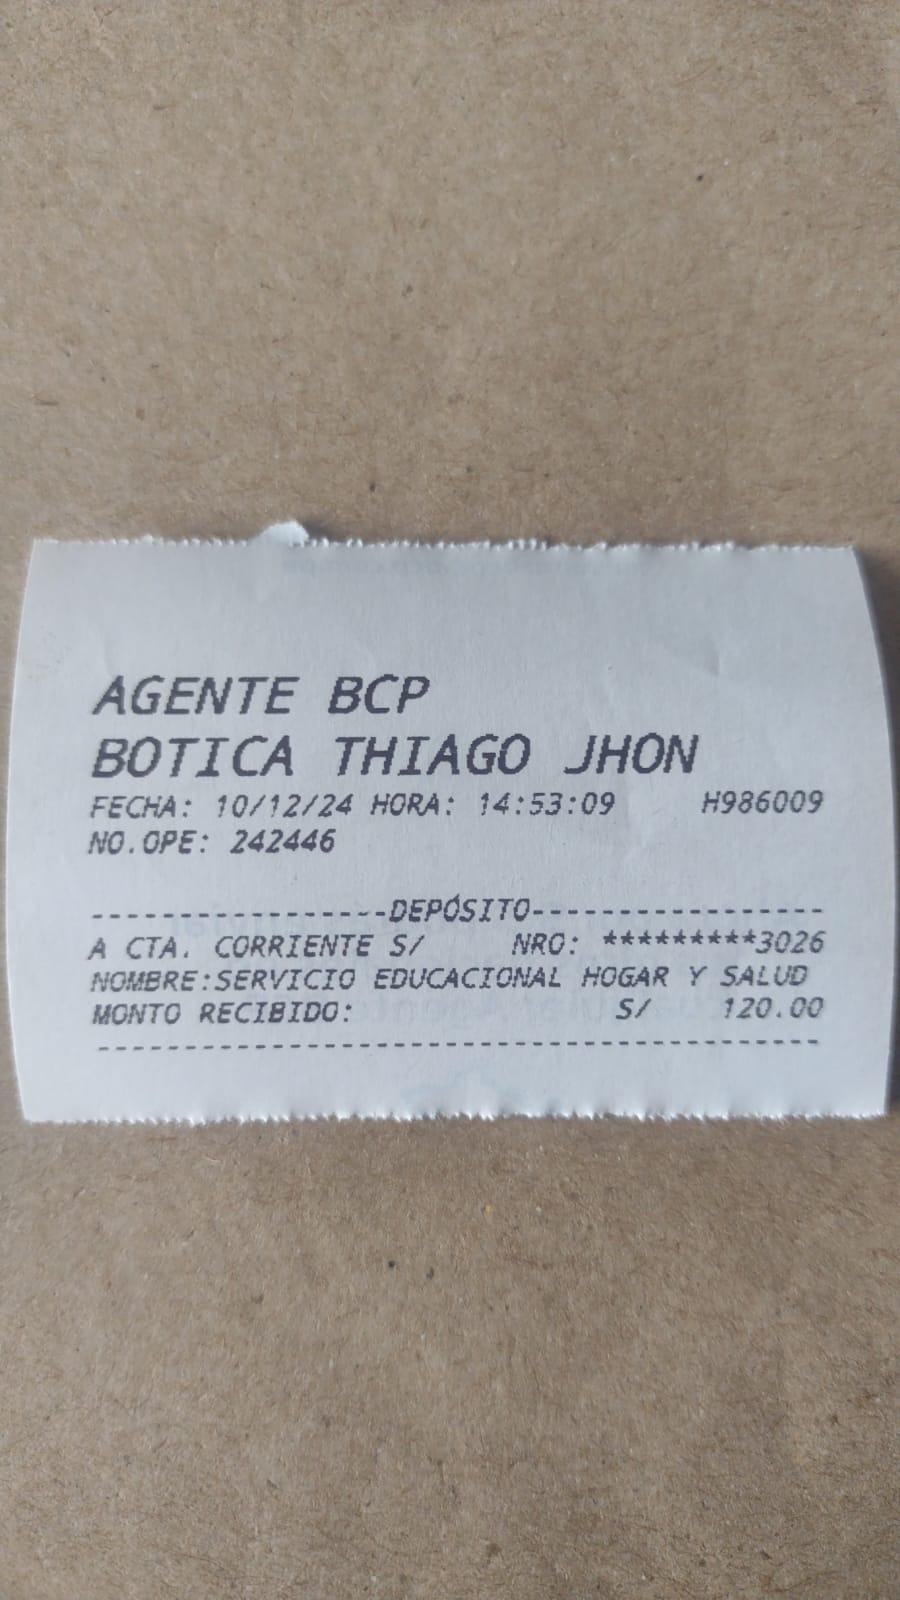 AGENTE BCP
BOTICA THIAGO JHON
FECHA: 10/12/24 HORA: 14:53:09 H986009
NO.OPE: 242446
-----------------DEPÓSITO-----------------
A CTA. CORRIENTE S/ NRO: *********3026
NOMBRE:SERVICIO EDUCACIONAL HOGAR Y SALUD
MONTO RECIBIDO: S/ 120.00
------------------------------------------